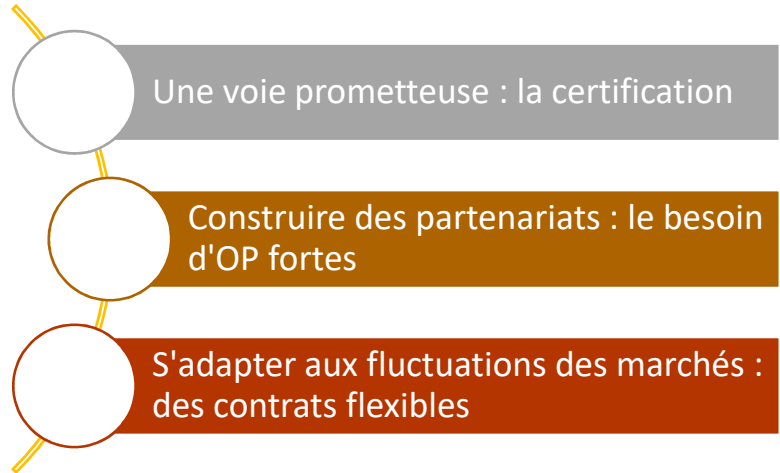 Une voie prometteuse : la certification
Construire des partenariats : le besoin
d'OP fortes
S'adapter aux fluctuations des marchés :
des contrats flexibles